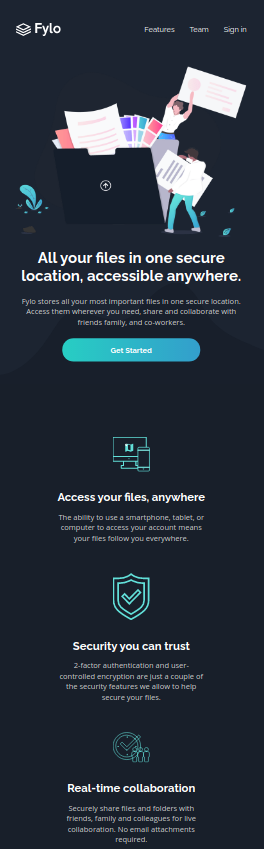 Fylo
Features Team Sign in
All your files in one secure
location, accessible anywhere.
Fylo stores all your most important files in one secure location.
Access them wherever you need, share and collaborate with
friends family, and co-workers.
Get Started
Access your files, anywhere
The ability to use a smartphone, tablet, or
computer to access your account means
your files follow you everywhere.
Security you can trust
2-factor authentication and user-
controlled encryption are just a couple of
the security features we allow to help
secure your files.
Real-time collaboration
Securely share files and folders with
friends, family and colleagues for live
collaboration. No email attachments
required.